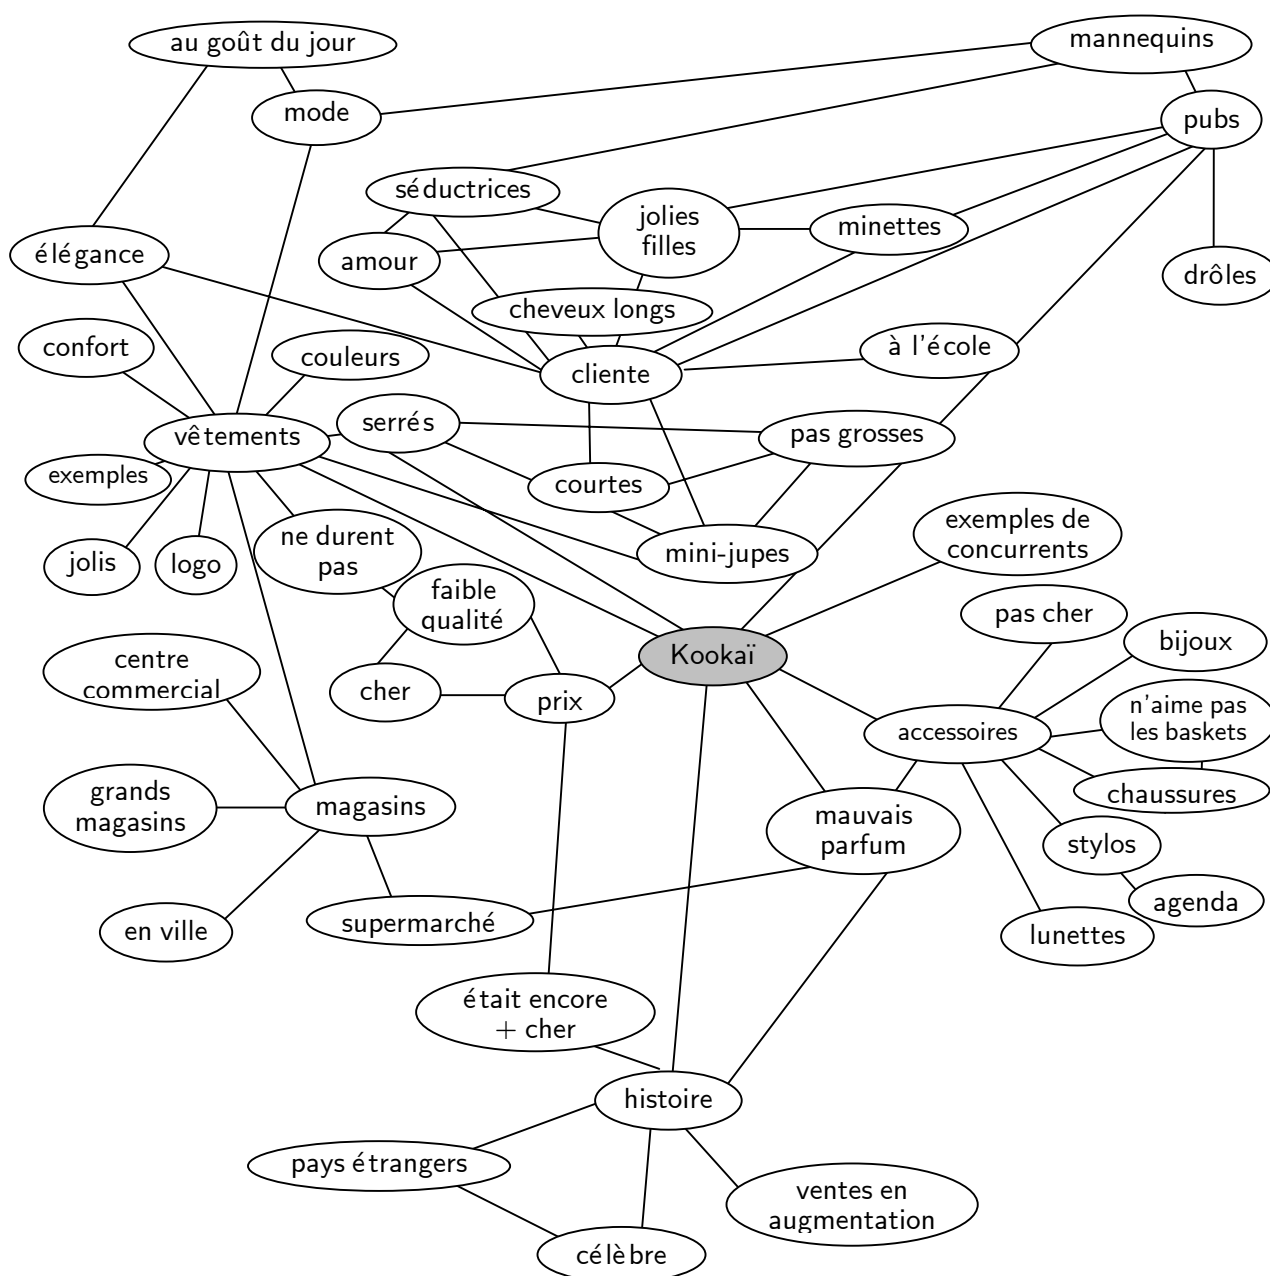 au goût du jour
mannequins
mode
pubs
séductrices
jolies
filles
minettes
élégance
amour
drôles
cheveux longs
confort
couleurs
à l'école
cliente
serrés
vêtements
pas grosses
exemples
courtes
exemples de
concurrents
ne durent
pas
jolis
logo
mini-jupes
faible
qualité
pas cher
bijoux
Kookaï
centre
commercial
cher
prix
n'aime pas
les baskets
accessoires
grands
magasins
magasins
chaussures
mauvais
parfum
stylos
agenda
supermarché
en ville
lunettes
était encore
+ cher
histoire
pays étrangers
ventes en
augmentation
célèbre